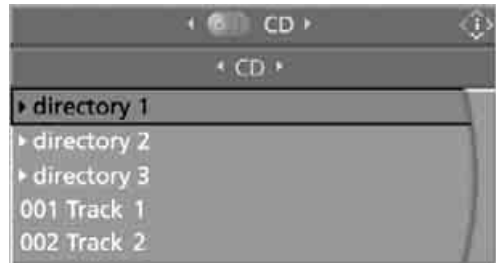 CD
CD
directory 1
directory 2
directory 3
001 Track 1
002 Track 2